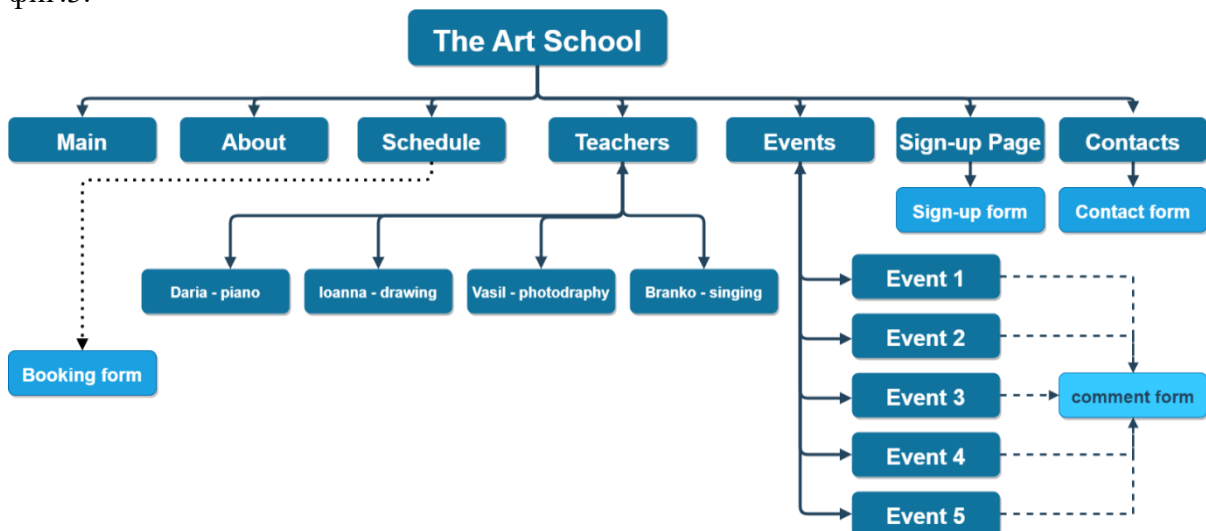 фиг.3.
The Art School
Main
About
Schedule
Teachers
Events
Sign-up Page
Contacts
Sign-up form
Contact form
Daria - piano
Ioanna - drawing
Vasil - photodraphy
Branko - singing
Event 1
Event 2
Booking form
Event 3
comment form
Event 4
Event 5